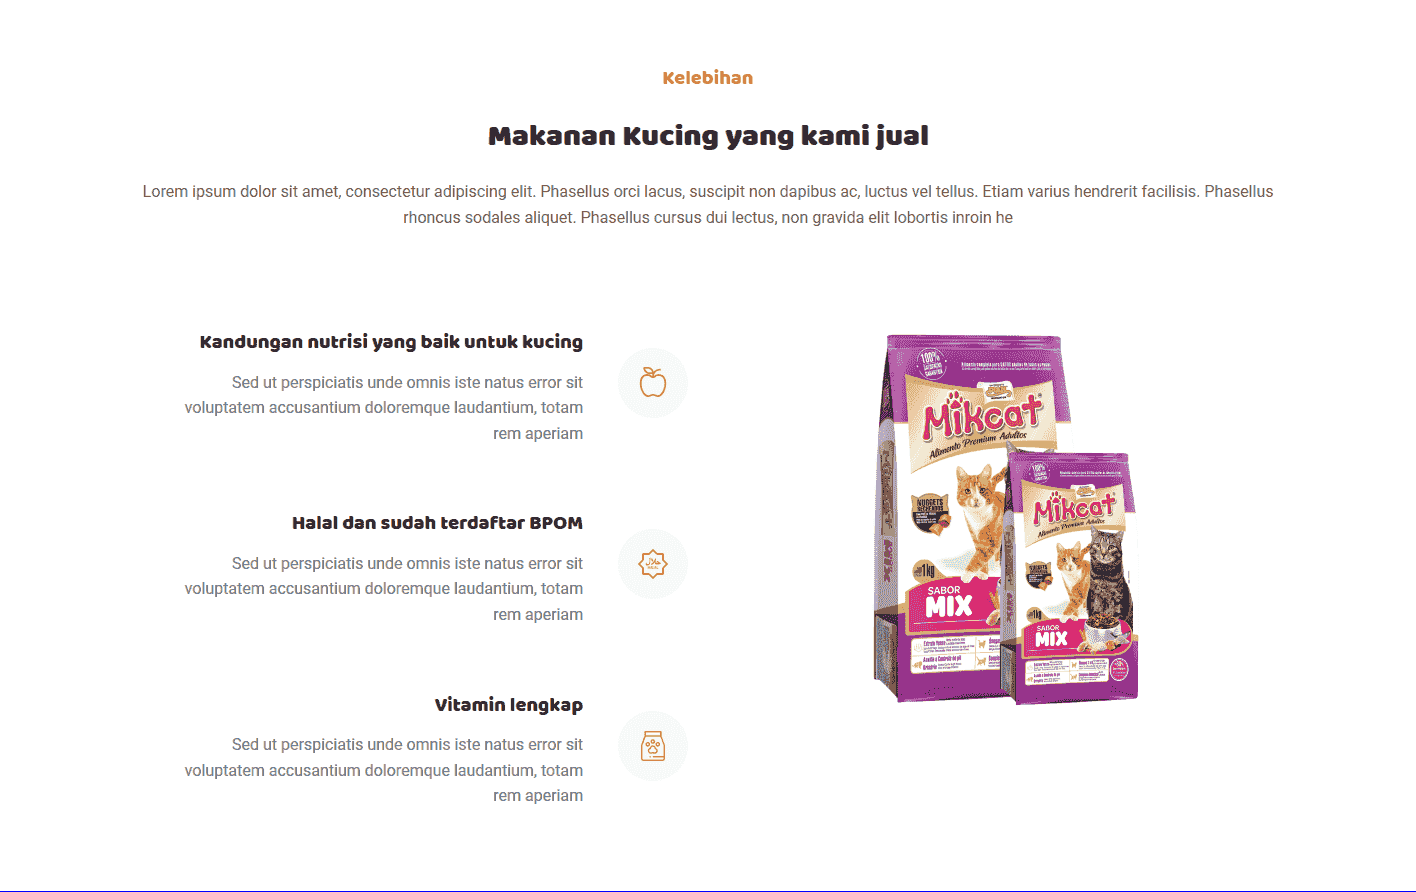 Kelebihan
Makanan Kucing yang kami jual
Lorem ipsum dolor sit amet, consectetur adipiscing elit. Phasellus orci lacus, suscipit non dapibus ac, luctus vel tellus. Etiam varius hendrerit facilisis. Phasellus
rhoncus sodales aliquet. Phasellus cursus dui lectus, non gravida elit lobortis inroin he
Kandungan nutrisi yang baik untuk kucing
Sed ut perspiciatis unde omnis iste natus error sit
voluptatem accusantium doloremque laudantium, totam
rem aperiam
Halal dan sudah terdaftar BPOM
Sed ut perspiciatis unde omnis iste natus error sit
voluptatem accusantium doloremque laudantium, totam
rem aperiam
Vitamin lengkap
Sed ut perspiciatis unde omnis iste natus error sit
voluptatem accusantium doloremque laudantium, totam
rem aperiam
100%
Mikcat
Alimento Premium Adultos
NUGGETS
1kg
SABOR
MIX
100%
Mikcat
Alimento Premium Adultos
1kg
SABOR
MIX